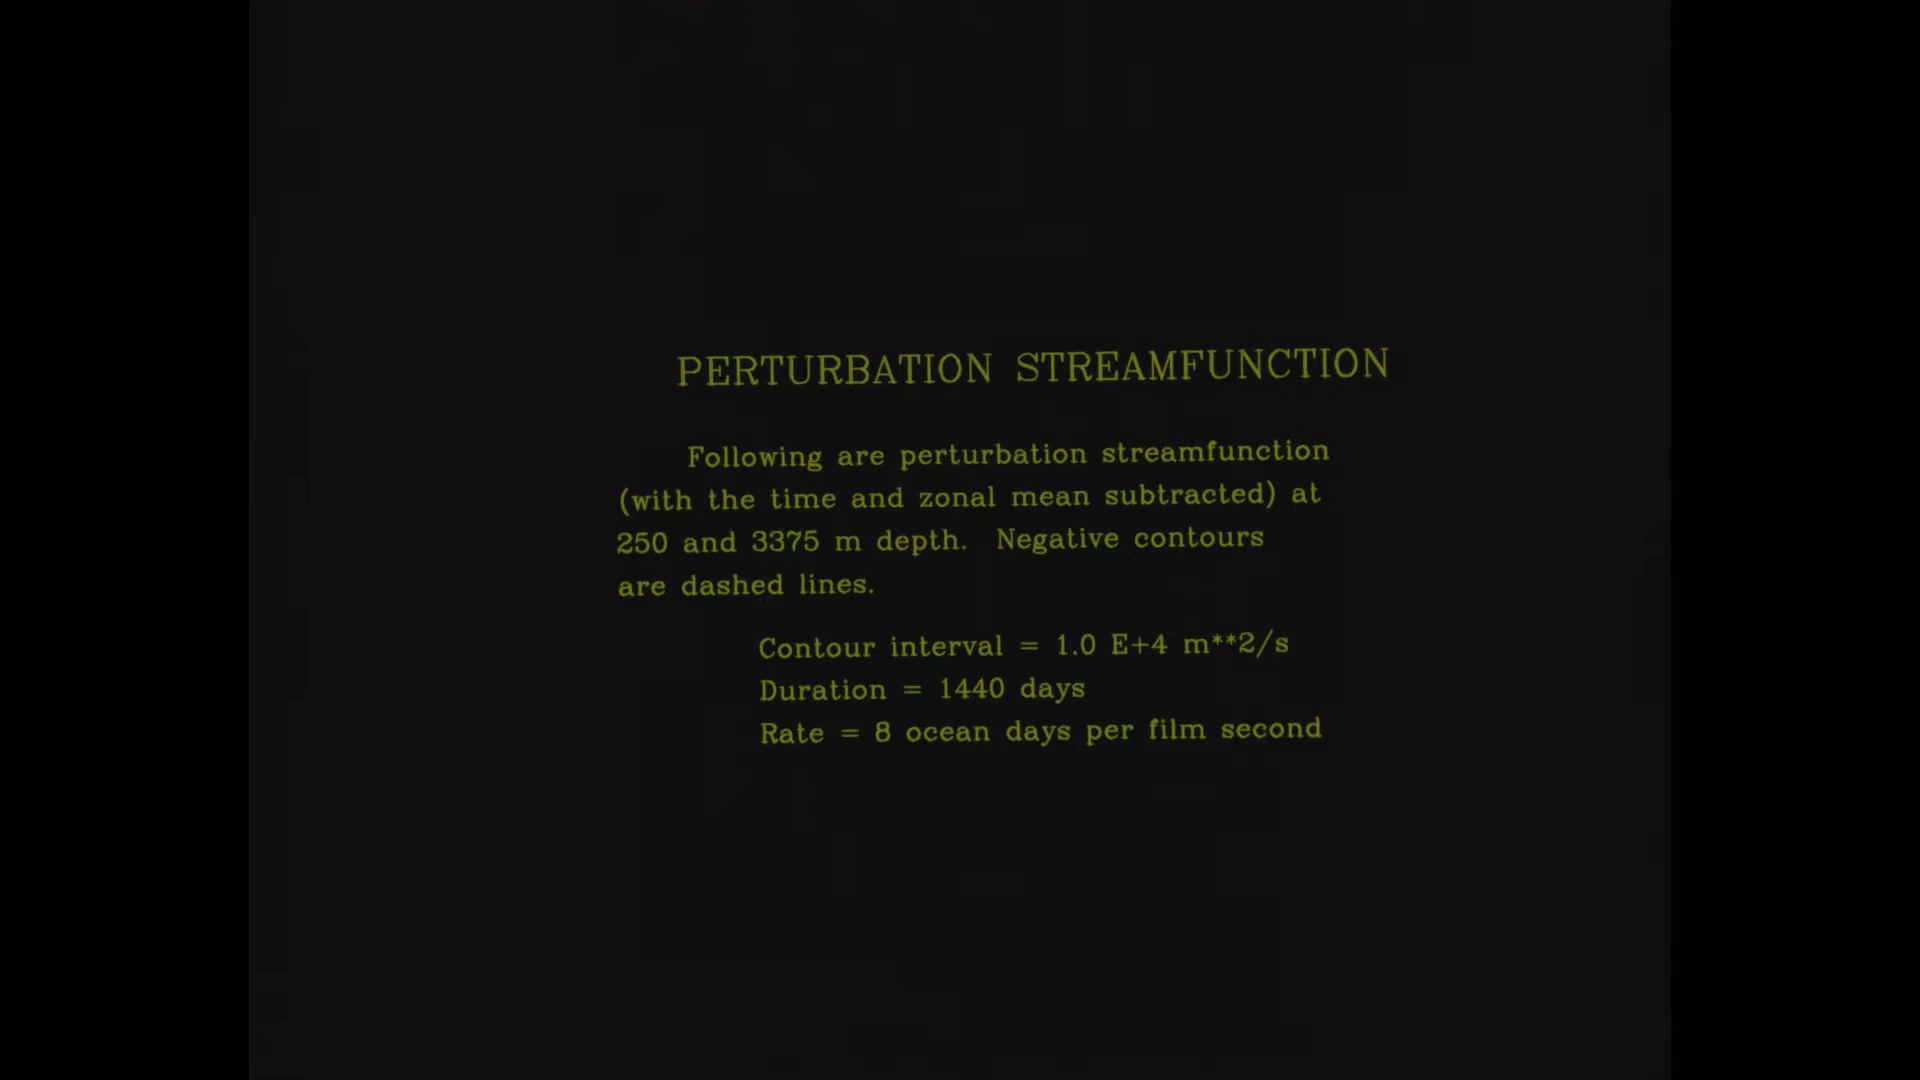 PERTURBATION STREAMFUNCTION
Following are perturbation streamfunction
(with the time and zonal mean subtracted) at
250 and 3375 m depth. Negative contours
are dashed lines.
Contour interval = 1.0 E+4 m**2/s
Duration = 1440 days
Rate = 8 ocean days per film second